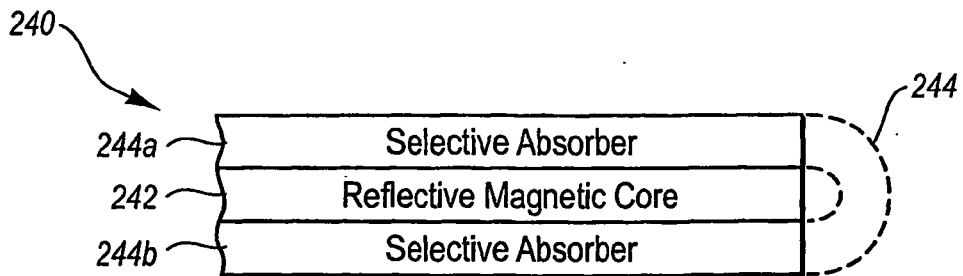 240
244
244a Selective Absorber
242 Reflective Magnetic Core
244b Selective Absorber